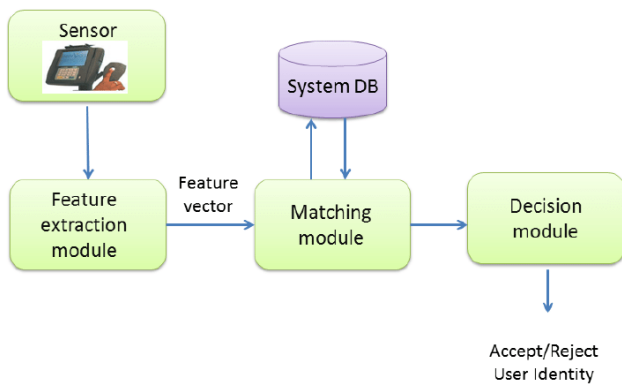 Sensor
System DB
Feature
extraction
module
Feature
vector
Matching
module
Decision
module
Accept/Reject
User Identity